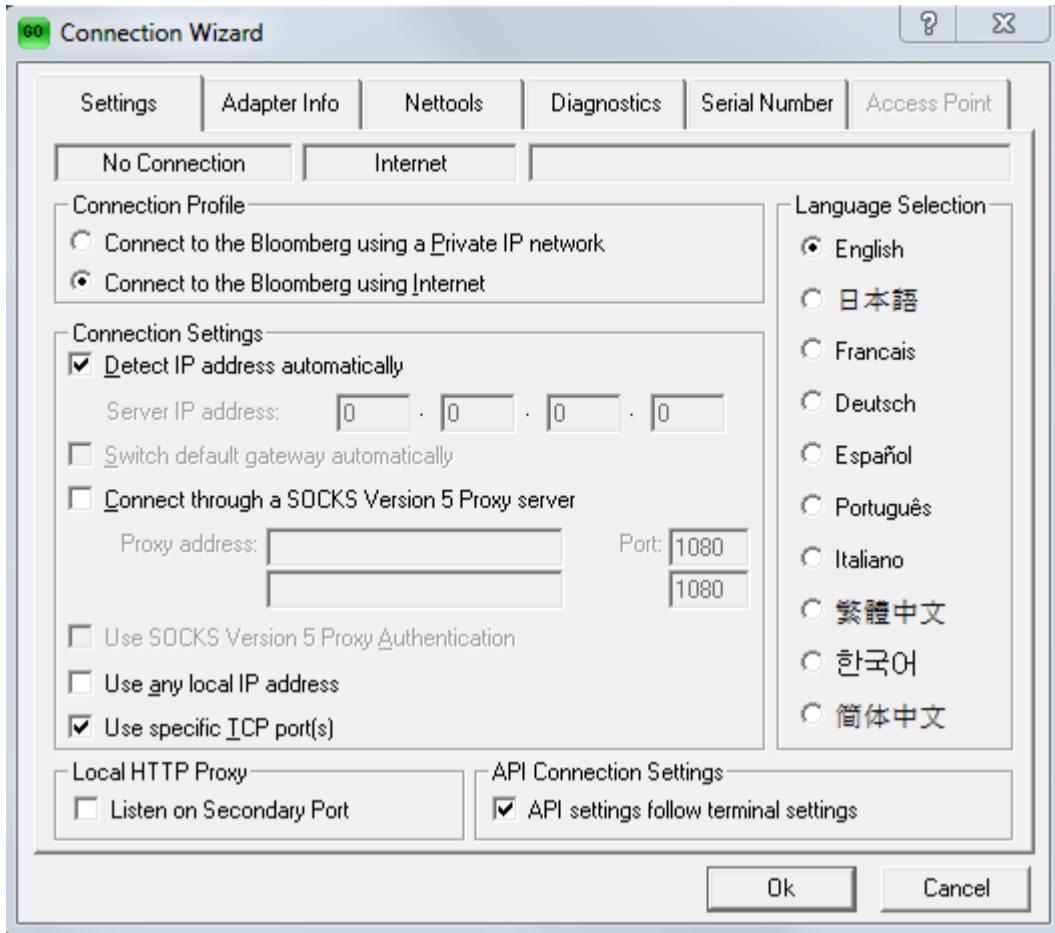 GO Connection Wizard
Settings Adapter Info Nettools Diagnostics Serial Number Access Point
No Connection Internet
Connection Profile
Connect to the Bloomberg using a Private IP network
Connect to the Bloomberg using Internet
Connection Settings
Detect IP address automatically
Server IP address: 0 . 0 . 0 . 0
Switch default gateway automatically
Connect through a SOCKS Version 5 Proxy server
Proxy address: Port: 1080
1080
Use SOCKS Version 5 Proxy Authentication
Use any local IP address
Use specific TCP port(s)
Language Selection
English
日本語
Francais
Deutsch
Español
Português
Italiano
繁體中文
한국어
简体中文
Local HTTP Proxy
Listen on Secondary Port
API Connection Settings
API settings follow terminal settings
Ok Cancel